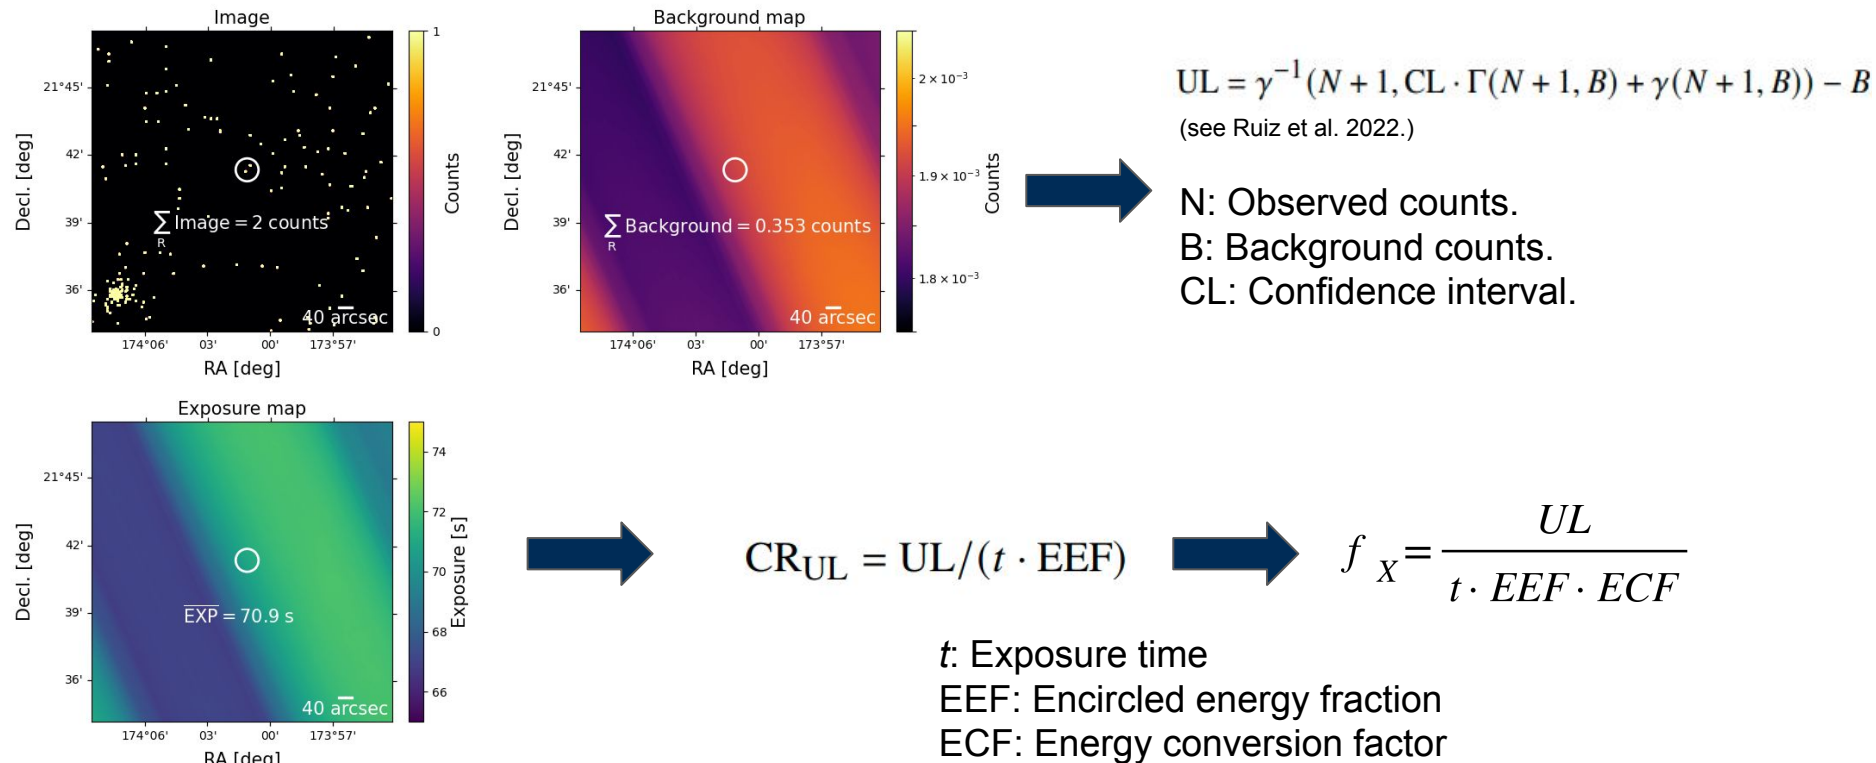 Image
1
0
Counts
21°45'
42'
39'
36'
Decl. [deg]
∑ Image = 2 counts
R
40 arcsec
174°06'
03'
00'
173°57'
RA [deg]
Background map
2 × 10⁻³
1.9 × 10⁻³
1.8 × 10⁻³
Counts
21°45'
42'
39'
36'
Decl. [deg]
∑ Background = 0.353 counts
R
40 arcsec
174°06'
03'
00'
173°57'
RA [deg]
UL = γ⁻¹(N + 1, CL · Γ(N + 1, B) + γ(N + 1, B)) − B
(see Ruiz et al. 2022.)
N: Observed counts.
B: Background counts.
CL: Confidence interval.
Exposure map
74
72
70
68
66
Exposure [s]
21°45'
42'
39'
36'
Decl. [deg]
EXP = 70.9 s
40 arcsec
174°06'
03'
00'
173°57'
RA [deg]
CR_UL = UL/(t · EEF)
f_X = UL / (t · EEF · ECF)
t: Exposure time
EEF: Encircled energy fraction
ECF: Energy conversion factor